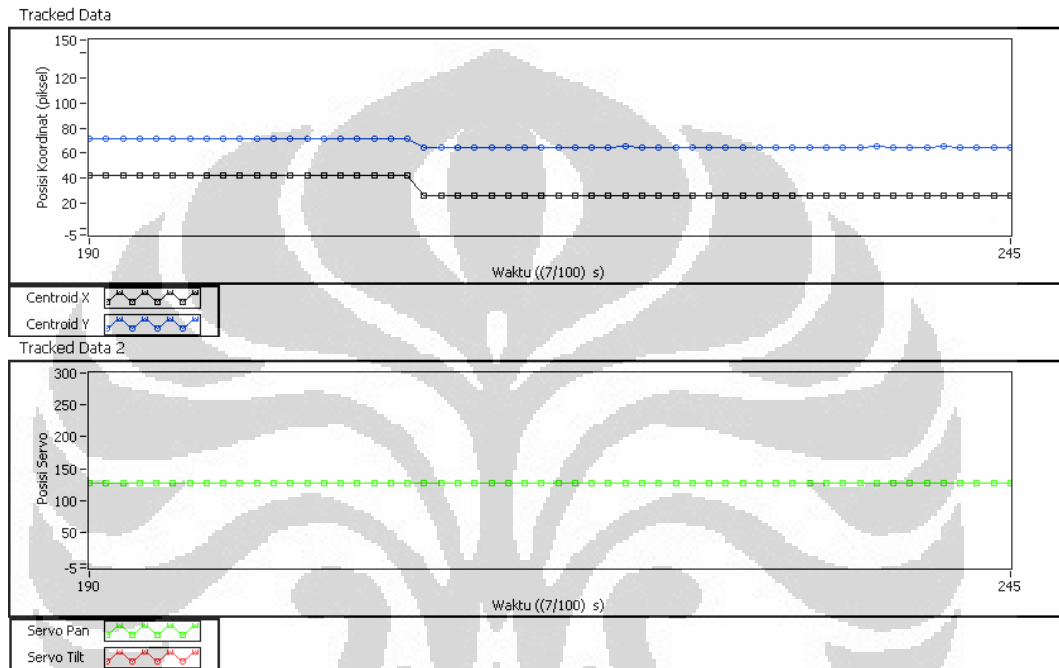 Tracked Data
Posisi Koordinat (piksel)
150
120
100
80
60
40
20
-5
190
245
Waktu ((7/100) s)
Centroid X
Centroid Y
Tracked Data 2
Posisi Servo
300
250
200
150
100
50
-5
190
245
Waktu ((7/100) s)
Servo Pan
Servo Tilt